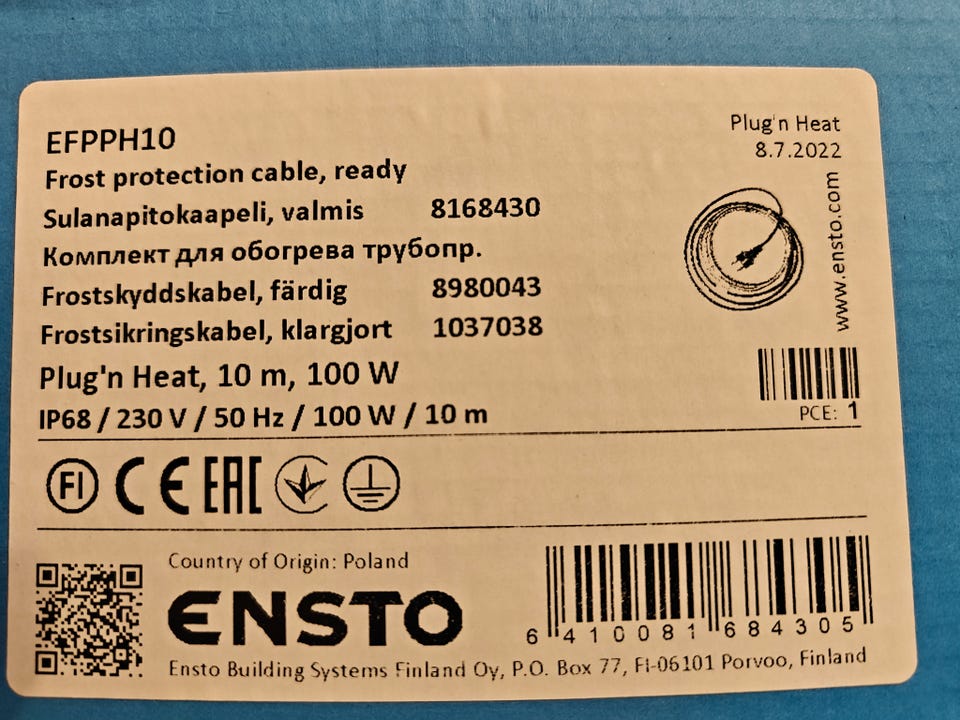 EFPPH10
Frost protection cable, ready
Sulanapitokaapeli, valmis 8168430
Комплект для обогрева трубопр.
Frostskyddskabel, färdig 8980043
Frostsikringskabel, klargjort 1037038
Plug'n Heat, 10 m, 100 W
IP68 / 230 V / 50 Hz / 100 W / 10 m
Plug'n Heat
8.7.2022
www.ensto.com
PCE: 1
FI CE EAC
Country of Origin: Poland
ENSTO
6 410081 684305
Ensto Building Systems Finland Oy, P.O. Box 77, FI-06101 Porvoo, Finland